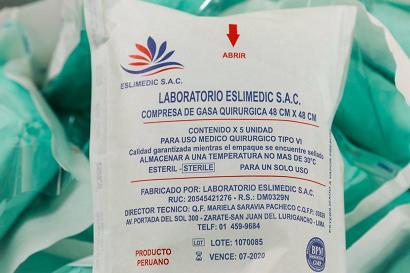 ABRIR
ESLIMEDIC S.A.C.
LABORATORIO ESLIMEDIC S.A.C.
COMPRESA DE GASA QUIRURGICA 48 CM X 48 CM
CONTENIDO X 5 UNIDAD
PARA USO MEDICO QUIRURGICO TIPO VI
Calidad garantizada mientras el empaque se encuentre sellado
ALMACENAR A UNA TEMPERATURA NO MAS DE 30°C
ESTERIL - STERILE PARA UN SOLO USO
FABRICADO POR: LABORATORIO ESLIMEDIC S.A.C.
RUC: 20545421276 - R.S.: DM0329N
DIRECTOR TECNICO: Q.F. MARIELA SARAVIA PACHECO C.Q.F.P:
AV. PORTADA DEL SOL 300 - ZARATE-SAN JUAN DEL LURIGANCHO - LIMA.
TELF: 01 459-9684
PRODUCTO
PERUANO
LOT LOTE: 1070085
VENCE: 07-2020
BPM
GMP